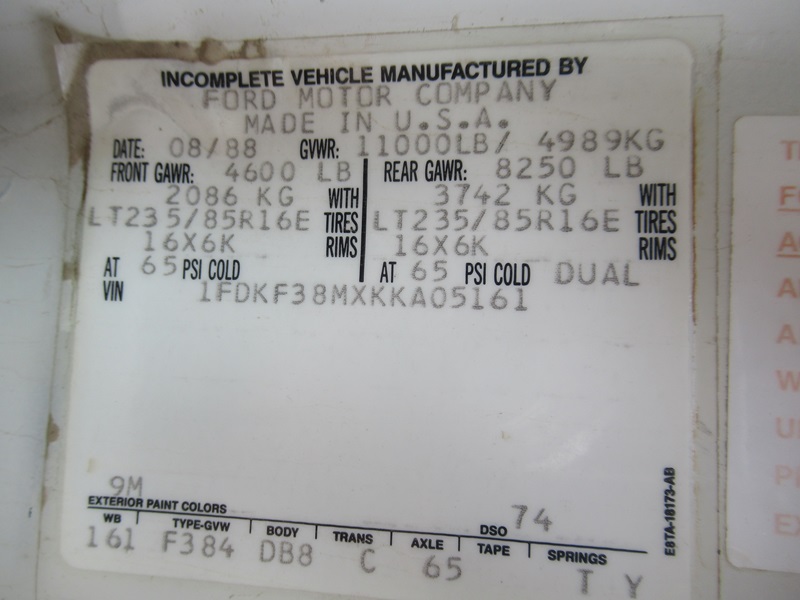 INCOMPLETE VEHICLE MANUFACTURED BY
FORD MOTOR COMPANY
MADE IN U.S.A.
DATE: 08/88 GVWR: 11000LB/ 4989KG
FRONT GAWR: 4600 LB REAR GAWR: 8250 LB
2086 KG WITH 3742 KG WITH
LT235/85R16E TIRES LT235/85R16E TIRES
16X6K RIMS 16X6K RIMS
AT 65 PSI COLD AT 65 PSI COLD DUAL
VIN 1FDKF38MXKKA05161
9M
EXTERIOR PAINT COLORS DSO 74
WB TYPE-GVW BODY TRANS AXLE TAPE SPRINGS
161 F384 DB8 C 65 T Y
E8TA-18173-AB